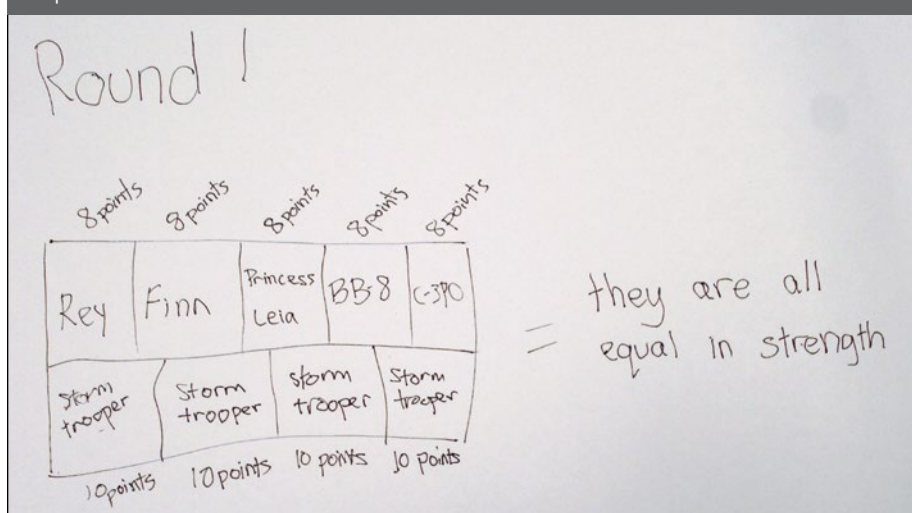 Round 1
8 points 8 points 8 points 8 points 8 points
Rey Finn Princess Leia BB-8 C-3PO
= they are all
equal in strength
Storm trooper Storm trooper Storm trooper Storm trooper
10 points 10 points 10 points 10 points